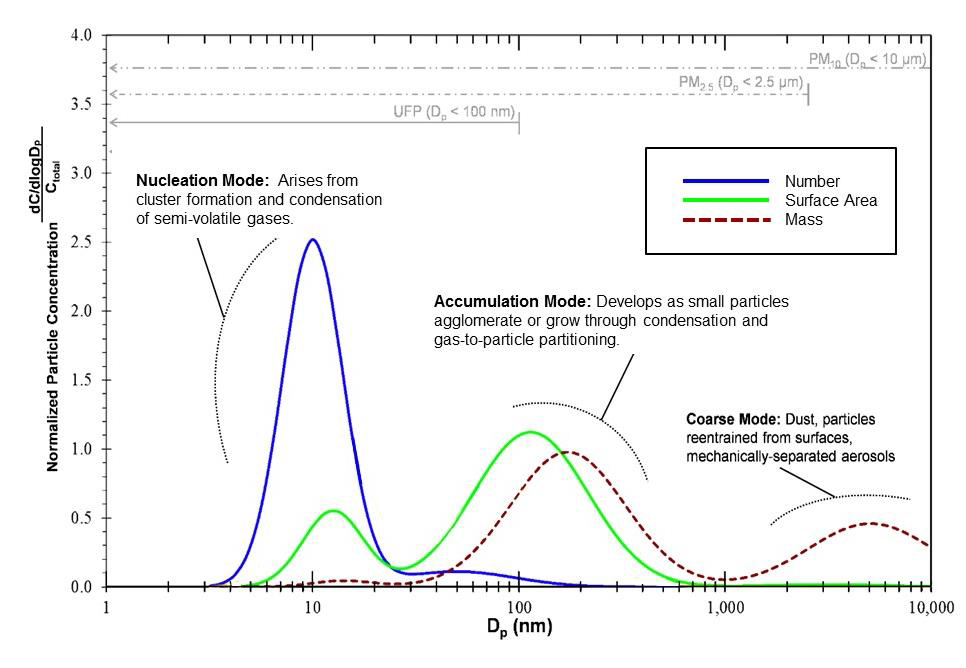 4.0
3.5
3.0
2.5
2.0
1.5
1.0
0.5
0.0
Normalized Particle Concentration dC/dlogDp
Ctotal
PM10 (Dp < 10 µm)
PM2.5 (Dp < 2.5 µm)
UFP (Dp < 100 nm)
Nucleation Mode: Arises from
cluster formation and condensation
of semi-volatile gases.
Number
Surface Area
Mass
Accumulation Mode: Develops as small particles
agglomerate or grow through condensation and
gas-to-particle partitioning.
Coarse Mode: Dust, particles
reentrained from surfaces,
mechanically-separated aerosols
1 10 100 1,000 10,000
Dp (nm)